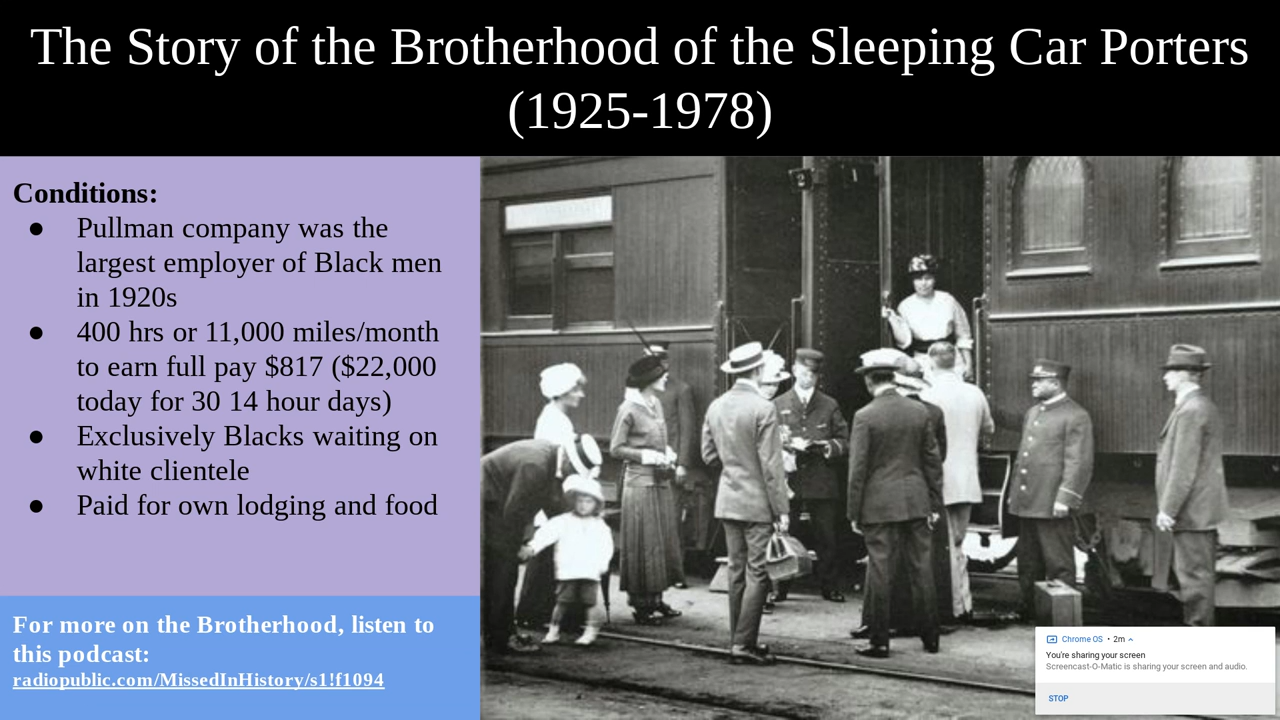 The Story of the Brotherhood of the Sleeping Car Porters
(1925-1978)
Conditions:
● Pullman company was the
largest employer of Black men
in 1920s
● 400 hrs or 11,000 miles/month
to earn full pay $817 ($22,000
today for 30 14 hour days)
● Exclusively Blacks waiting on
white clientele
● Paid for own lodging and food
For more on the Brotherhood, listen to
this podcast:
radiopublic.com/MissedInHistory/s1!f1094
Chrome OS • 2m
You're sharing your screen
Screencast-O-Matic is sharing your screen and audio.
STOP